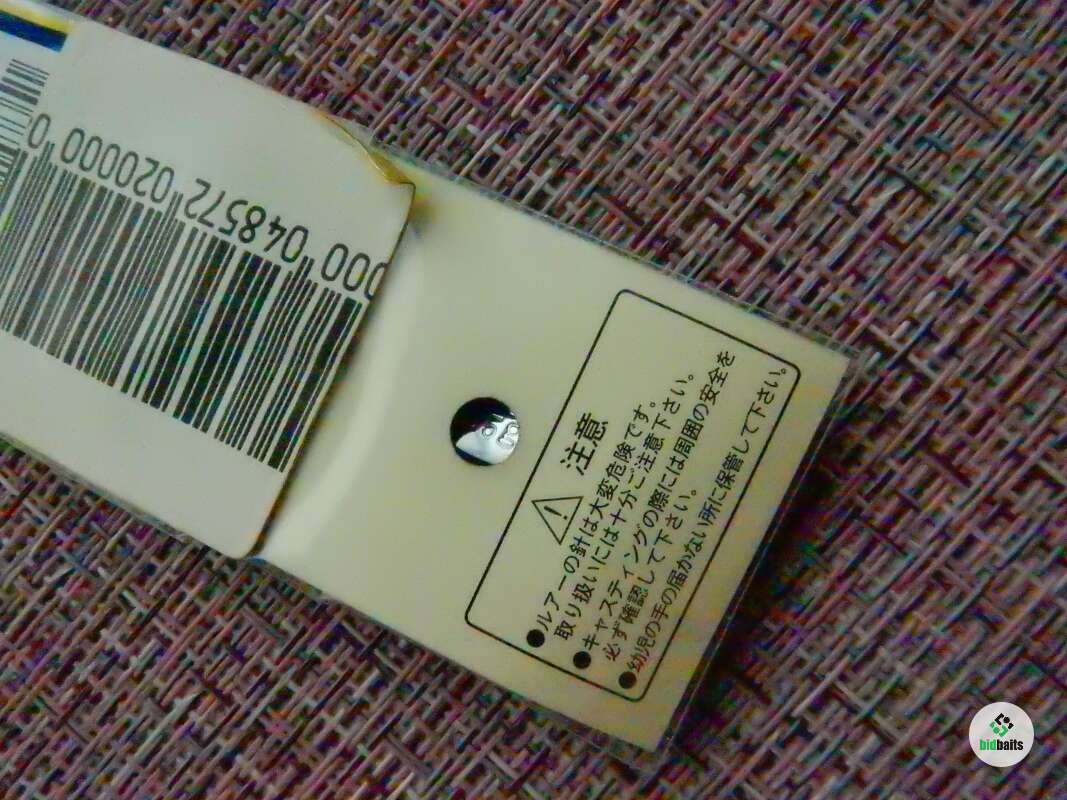 000 048572 020000 0
注意
●ルアーの針は大変危険です。
取り扱いには十分ご注意下さい。
●キャスティングの際には周囲の安全を
必ず確認して下さい。
●幼児の手の届かない所に保管して下さい。
bidbaits